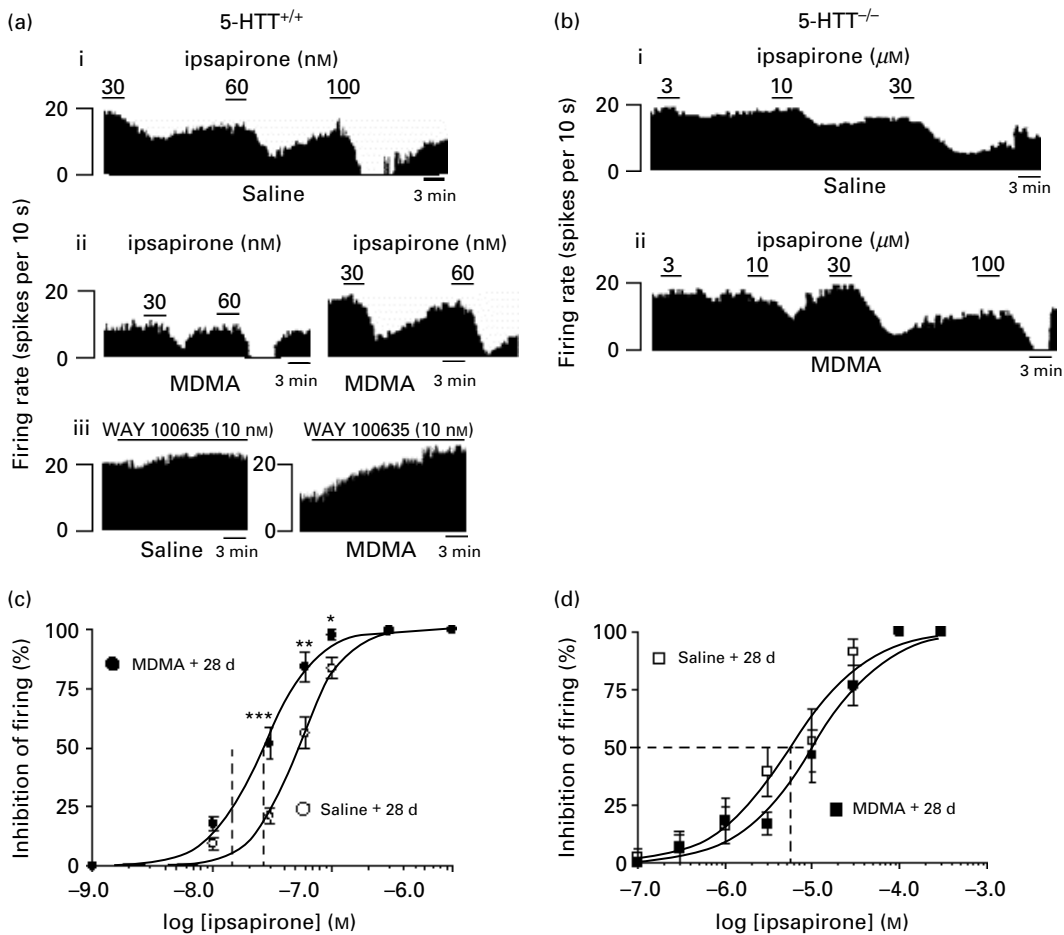 (a)
5-HTT+/+
i
ipsapirone (nM)
30 60 100
20
0
Saline
3 min
ii
ipsapirone (nM)
30 60
20
0
MDMA
3 min
ipsapirone (nM)
30 60
MDMA
3 min
iii
WAY 100635 (10 nM)
20
0
Saline
3 min
WAY 100635 (10 nM)
20
0
MDMA
3 min
Firing rate (spikes per 10 s)
(b)
5-HTT−/−
i
ipsapirone (μM)
3 10 30
20
0
Saline
3 min
ii
ipsapirone (μM)
3 10 30 100
20
0
MDMA
3 min
Firing rate (spikes per 10 s)
(c)
Inhibition of firing (%)
100
75
50
25
0
MDMA + 28 d
***
**
*
Saline + 28 d
−9.0 −8.0 −7.0 −6.0
log [ipsapirone] (M)
(d)
Inhibition of firing (%)
100
75
50
25
0
Saline + 28 d
MDMA + 28 d
−7.0 −6.0 −5.0 −4.0 −3.0
log [ipsapirone] (M)